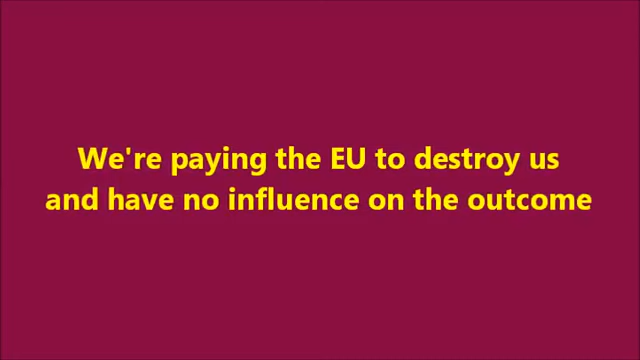 We're paying the EU to destroy us
and have no influence on the outcome